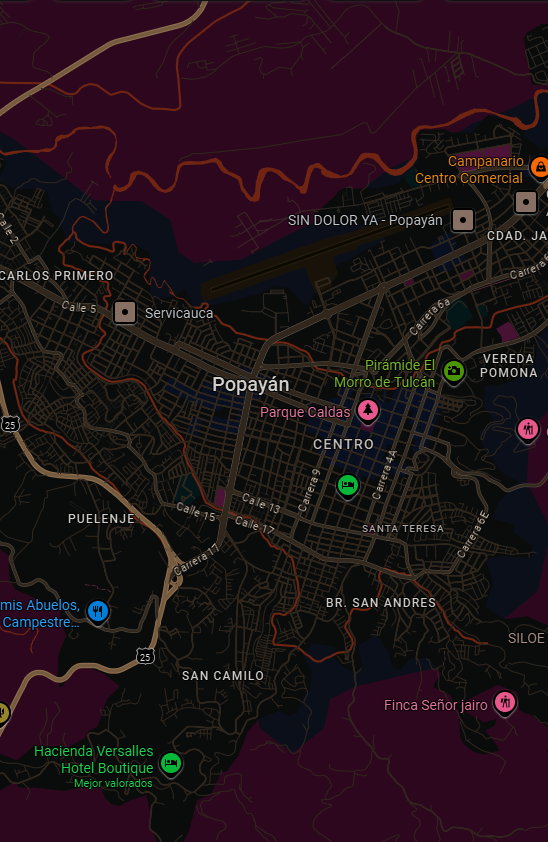 Campanario
Centro Comercial
SIN DOLOR YA - Popayán
CDAD. JA
Calle 2
CARLOS PRIMERO
Carrera 6
Calle 5
Servicauca
Carrera 6a
Pirámide El
Morro de Tulcán
VEREDA
POMONA
Popayán
Parque Caldas
25
CENTRO
Carrera 9
Carrera 4A
Calle 13
Calle 15
Calle 17
PUELENJE
SANTA TERESA
Carrera 6E
Carrera 17
mis Abuelos,
Campestre...
BR. SAN ANDRES
SILOE
25
SAN CAMILO
Finca Señor jairo
Hacienda Versalles
Hotel Boutique
Mejor valorados